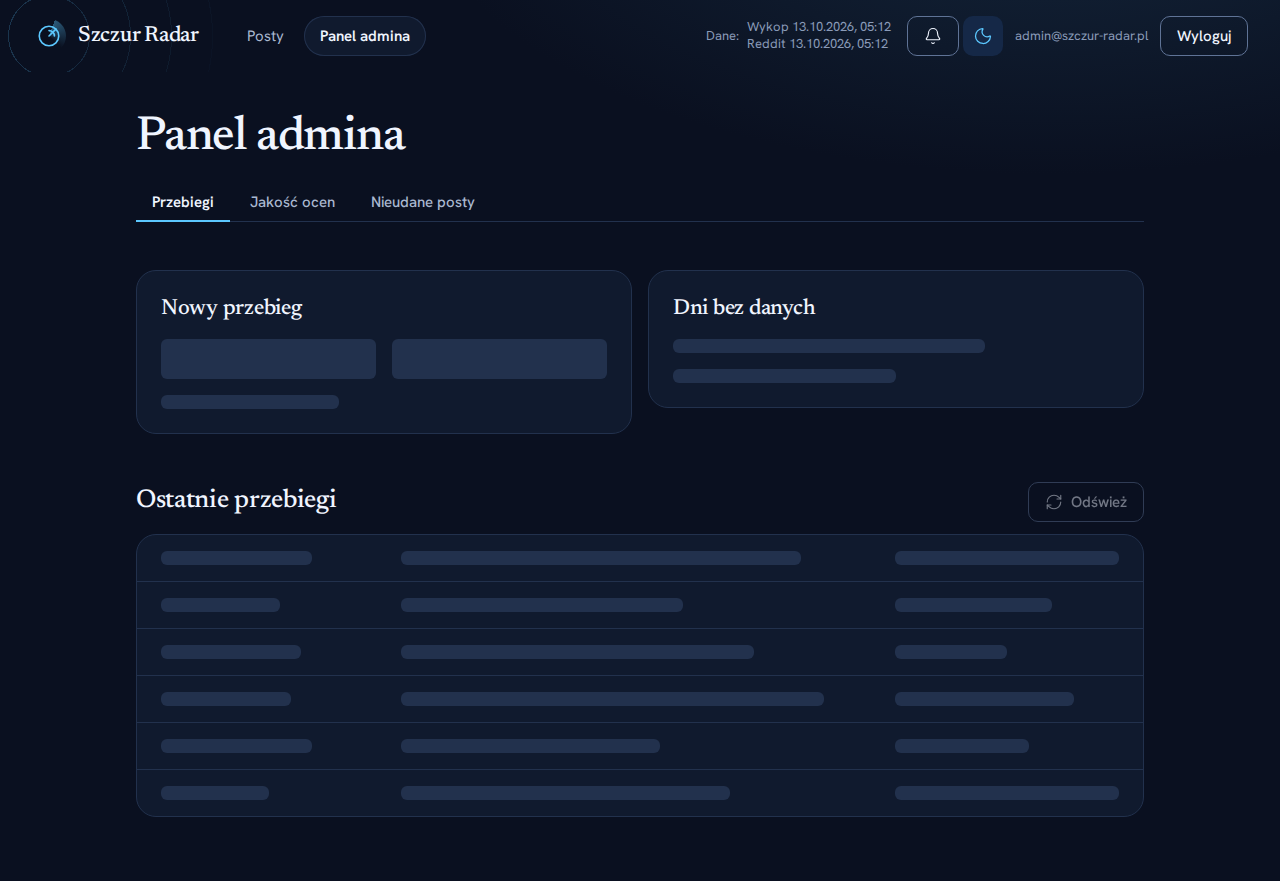 Szczur Radar
Posty
Panel admina
Dane:
Wykop 13.10.2026, 05:12
Reddit 13.10.2026, 05:12
admin@szczur-radar.pl
Wyloguj
Panel admina
Przebiegi
Jakość ocen
Nieudane posty
Nowy przebieg
Dni bez danych
Ostatnie przebiegi
Odśwież